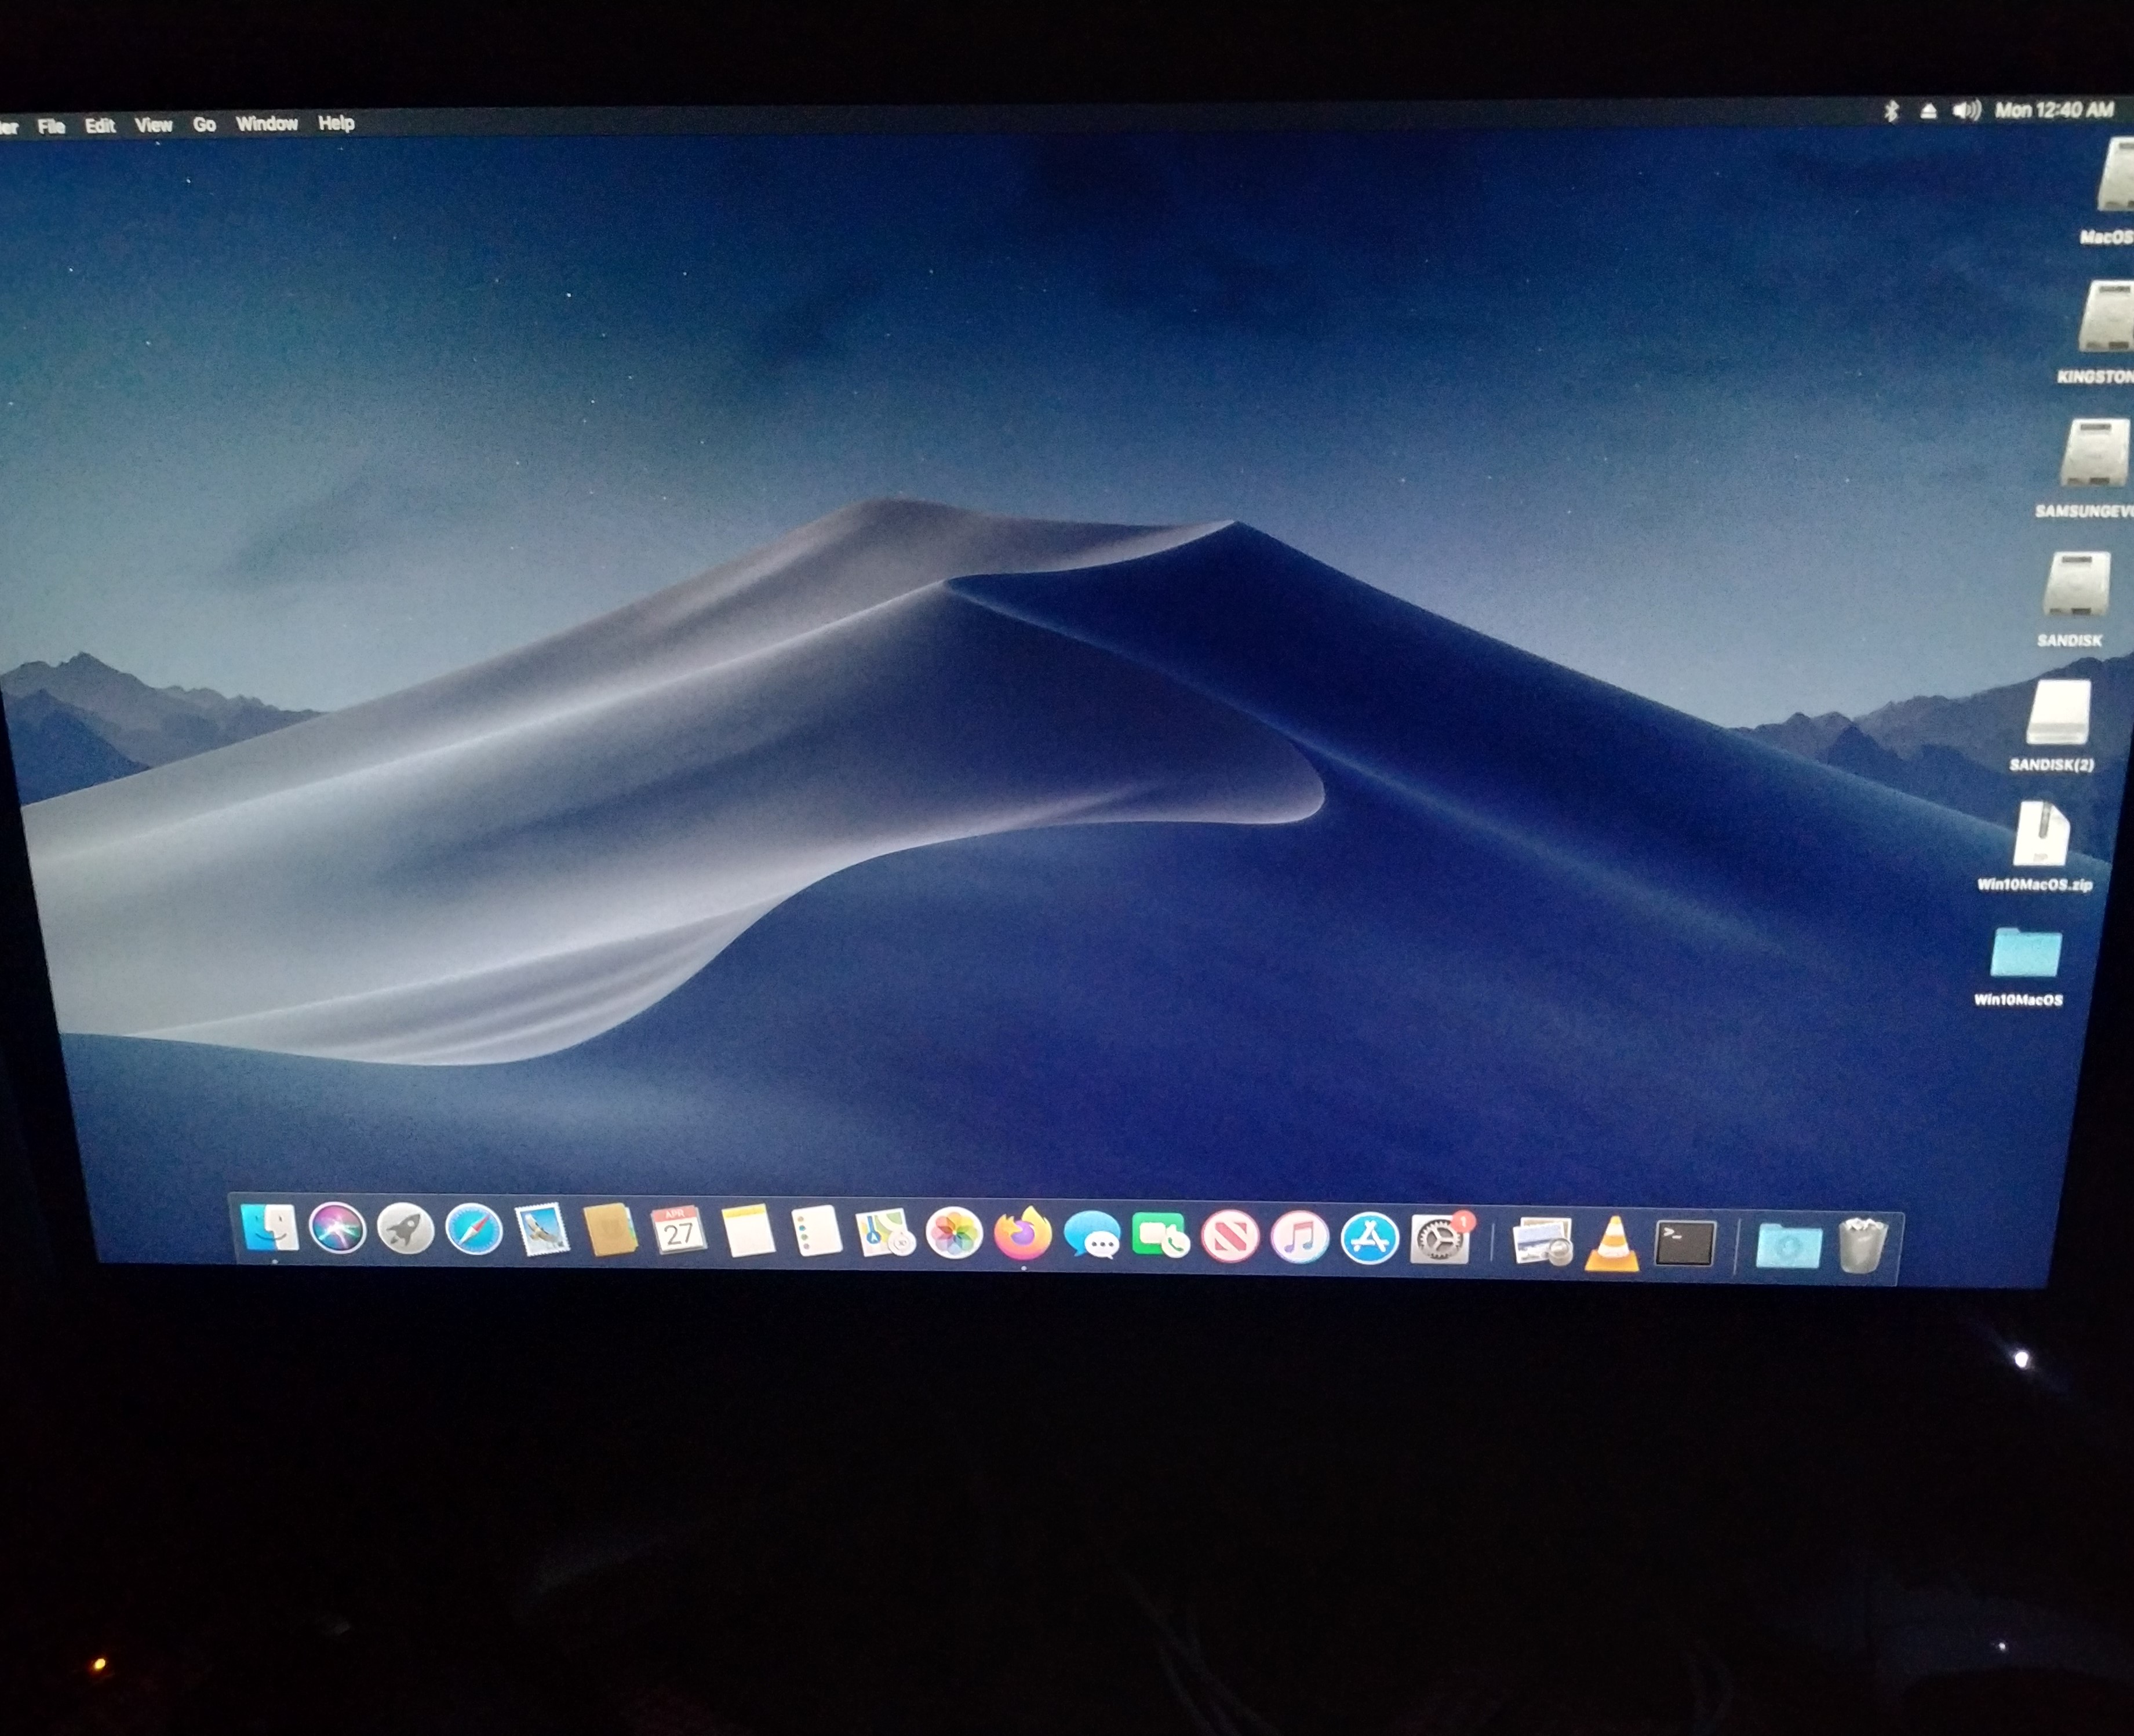 er File Edit View Go Window Help
Mon 12:40 AM
MacOS
KINGSTON
SAMSUNGEV
SANDISK
SANDISK(2)
ZIP
Win10MacOS.zip
Win10MacOS
APR
27
1
>_